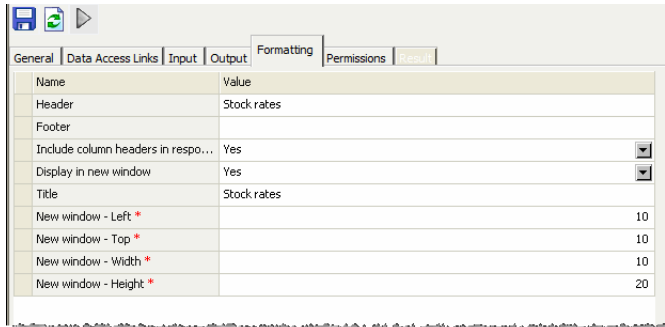 General Data Access Links Input Output Formatting Permissions Result
Name Value
Header Stock rates
Footer
Include column headers in respo... Yes
Display in new window Yes
Title Stock rates
New window - Left * 10
New window - Top * 10
New window - Width * 10
New window - Height * 20